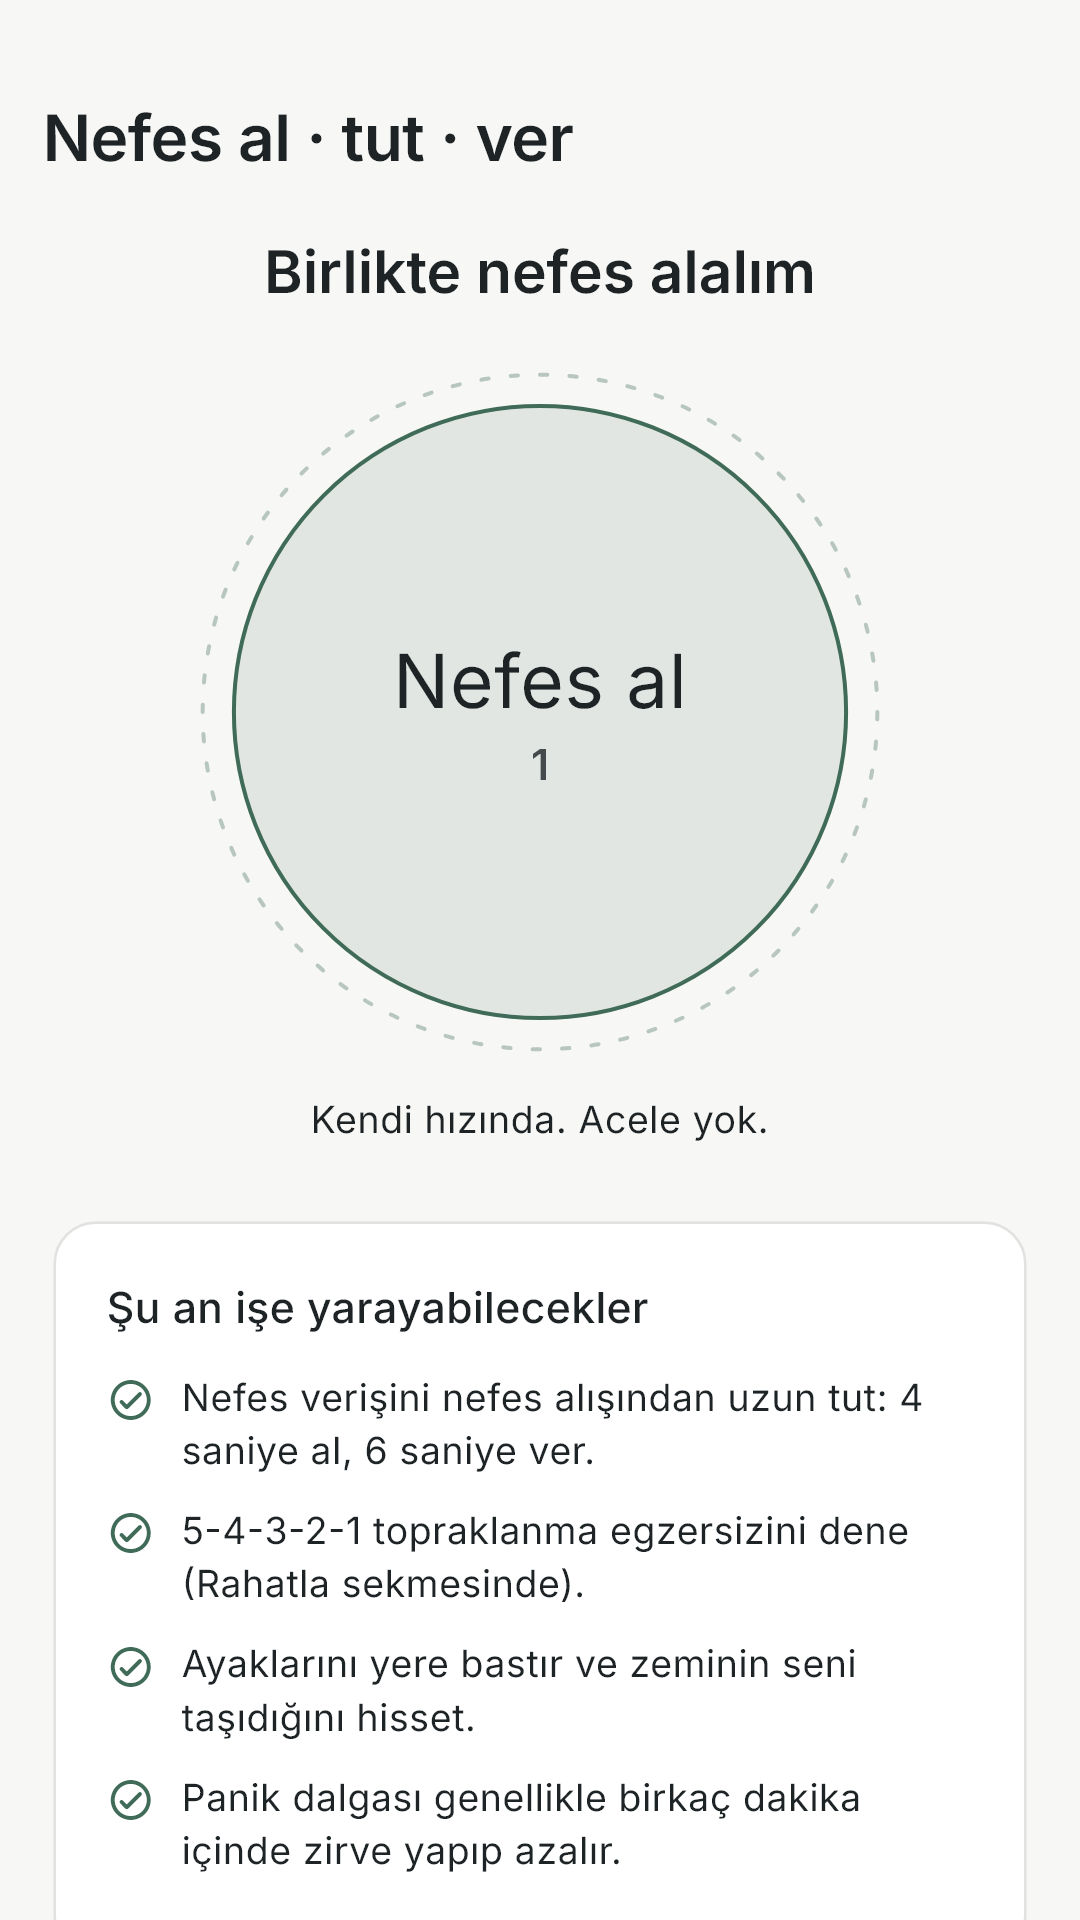 Nefes al · tut · ver
Birlikte nefes alalım
Nefes al
1
Kendi hızında. Acele yok.
Şu an işe yarayabilecekler
Nefes verişini nefes alışından uzun tut: 4
saniye al, 6 saniye ver.
5-4-3-2-1 topraklanma egzersizini dene
(Rahatla sekmesinde).
Ayaklarını yere bastır ve zeminin seni
taşıdığını hisset.
Panik dalgası genellikle birkaç dakika
içinde zirve yapıp azalır.